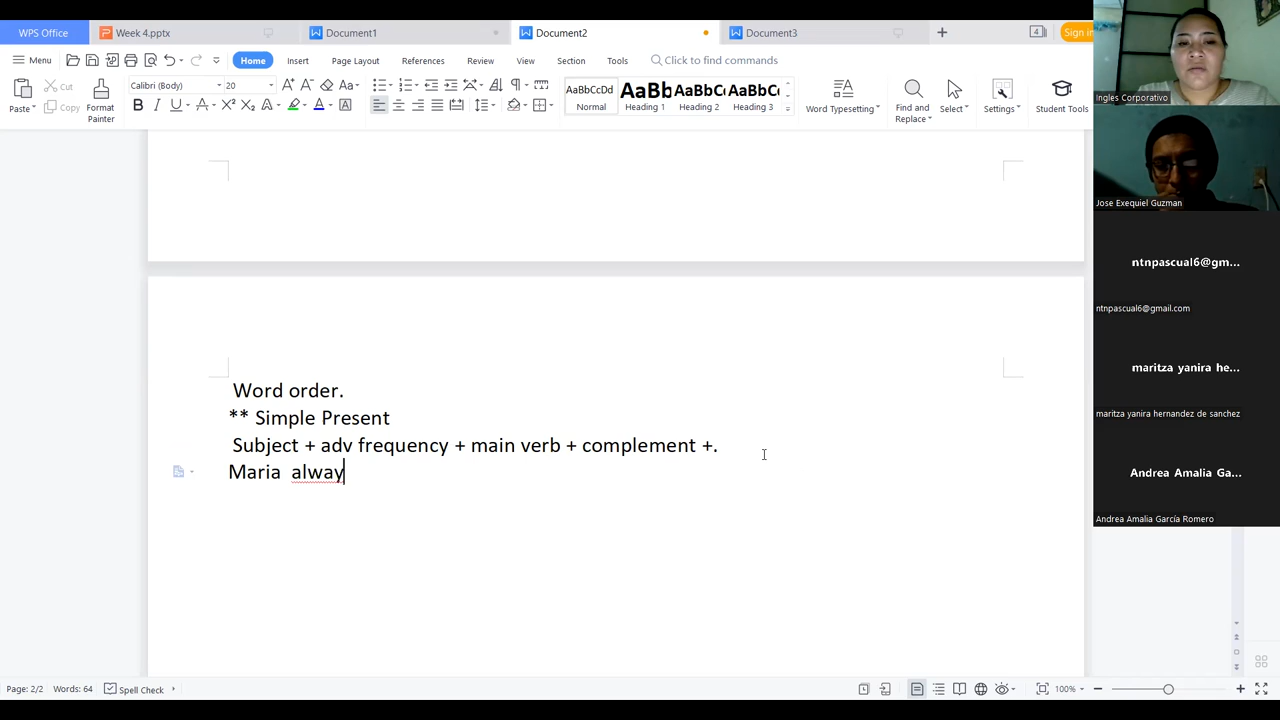 WPS Office
Week 4.pptx
Document1
Document2
Document3
4
Sign in
Menu
Home
Insert
Page Layout
References
Review
View
Section
Tools
Click to find commands
Paste
Cut
Copy
Format Painter
Calibri (Body)
20
AaBbCcDd
Normal
AaBb
Heading 1
AaBbC
Heading 2
AaBbC
Heading 3
Word Typesetting
Find and Replace
Select
Settings
Student Tools
Word order.
** Simple Present
Subject + adv frequency + main verb + complement +.
Maria alway
Ingles Corporativo
Jose Exequiel Guzman
ntnpascual6@gm...
ntnpascual6@gmail.com
maritza yanira he...
maritza yanira hernandez de sanchez
Andrea Amalia Ga...
Andrea Amalia García Romero
Page: 2/2
Words: 64
Spell Check
100%